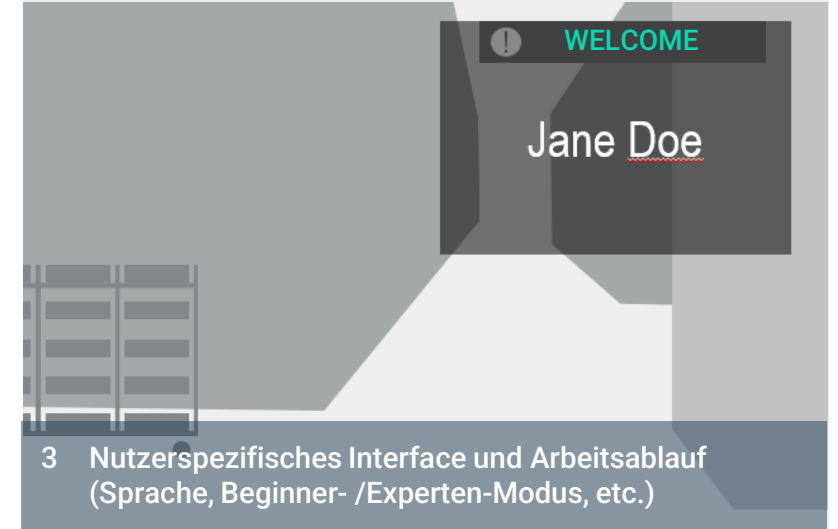 WELCOME
Jane Doe
3 Nutzerspezifisches Interface und Arbeitsablauf
(Sprache, Beginner- /Experten-Modus, etc.)